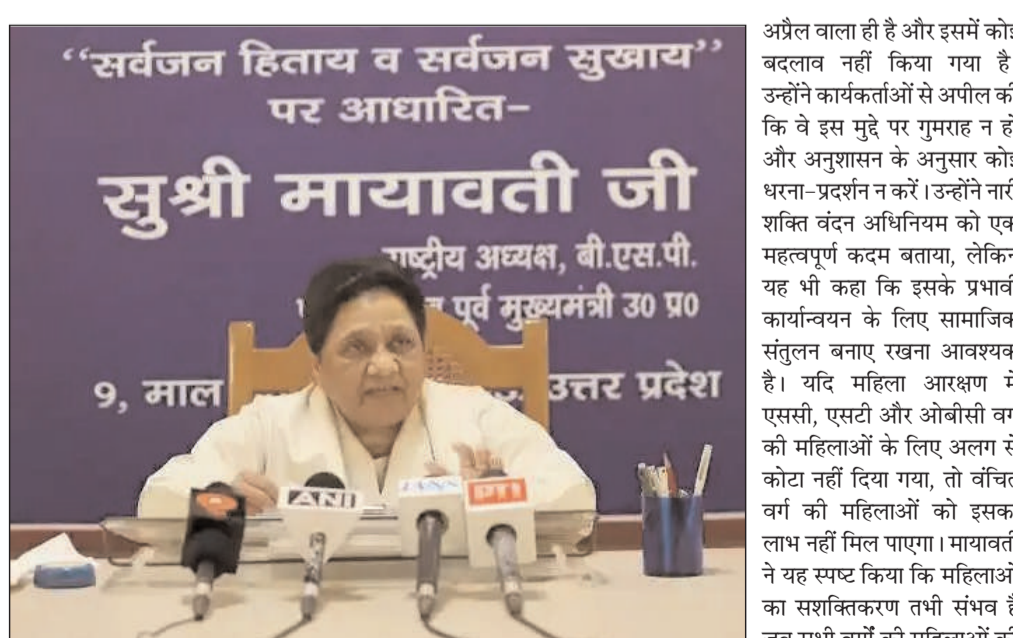 “सर्वजन हिताय व सर्वजन सुखाय”
पर आधारित-
सुश्री मायावती जी
राष्ट्रीय अध्यक्ष, बी.एस.पी.
पूर्व मुख्यमंत्री उ0 प्र0
9, माल
उत्तर प्रदेश
ANI
PTI
अप्रैल वाला ही है और इसमें कोई
बदलाव नहीं किया गया है
उन्होंने कार्यकर्ताओं से अपील की
कि वे इस मुद्दे पर गुमराह न हों
और अनुशासन के अनुसार कोई
धरना-प्रदर्शन न करें। उन्होंने नारी
शक्ति वंदन अधिनियम को एक
महत्वपूर्ण कदम बताया, लेकिन
यह भी कहा कि इसके प्रभावी
कार्यान्वयन के लिए सामाजिक
संतुलन बनाए रखना आवश्यक
है। यदि महिला आरक्षण में
एससी, एसटी और ओबीसी वर्ग
की महिलाओं के लिए अलग से
कोटा नहीं दिया गया, तो वंचित
वर्ग की महिलाओं को इसका
लाभ नहीं मिल पाएगा। मायावती
ने यह स्पष्ट किया कि महिलाओं
का सशक्तिकरण तभी संभव है